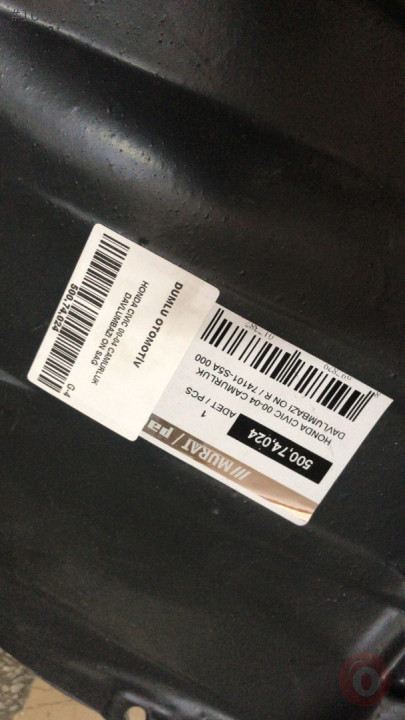 DUMLU OTOMOTİV
HONDA CIVIC 00-04 CAMURLUK
DAVLUMBAZI ON SAG
500,74,024
G-4
/// MURAT / pa
500,74,024
1 ADET / PCS
HONDA CIVIC 00-04 CAMURLUK
DAVLUMBAZI ON R / 74101-S5A 000